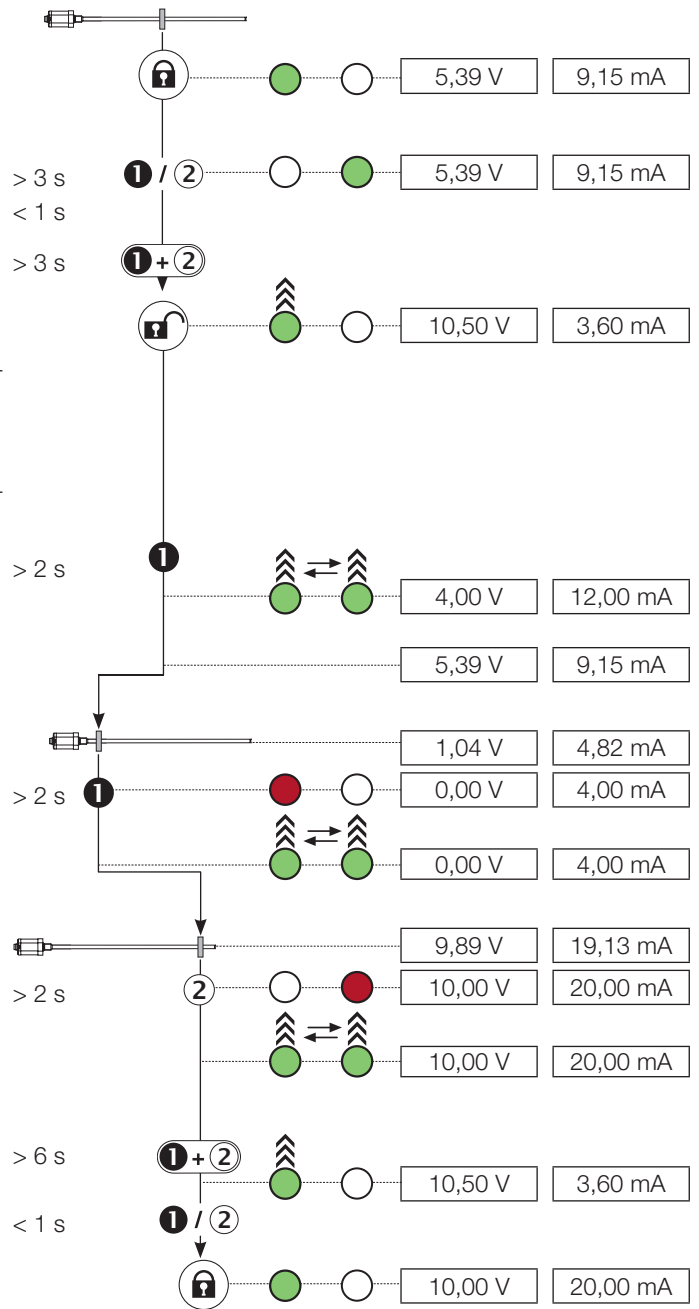 5,39 V 9,15 mA
> 3 s 1 / 2 5,39 V 9,15 mA
< 1 s
> 3 s 1 + 2
10,50 V 3,60 mA
> 2 s 1
4,00 V 12,00 mA
5,39 V 9,15 mA
1,04 V 4,82 mA
> 2 s 1 0,00 V 4,00 mA
0,00 V 4,00 mA
9,89 V 19,13 mA
> 2 s 2 10,00 V 20,00 mA
10,00 V 20,00 mA
> 6 s 1 + 2
10,50 V 3,60 mA
< 1 s 1 / 2
10,00 V 20,00 mA